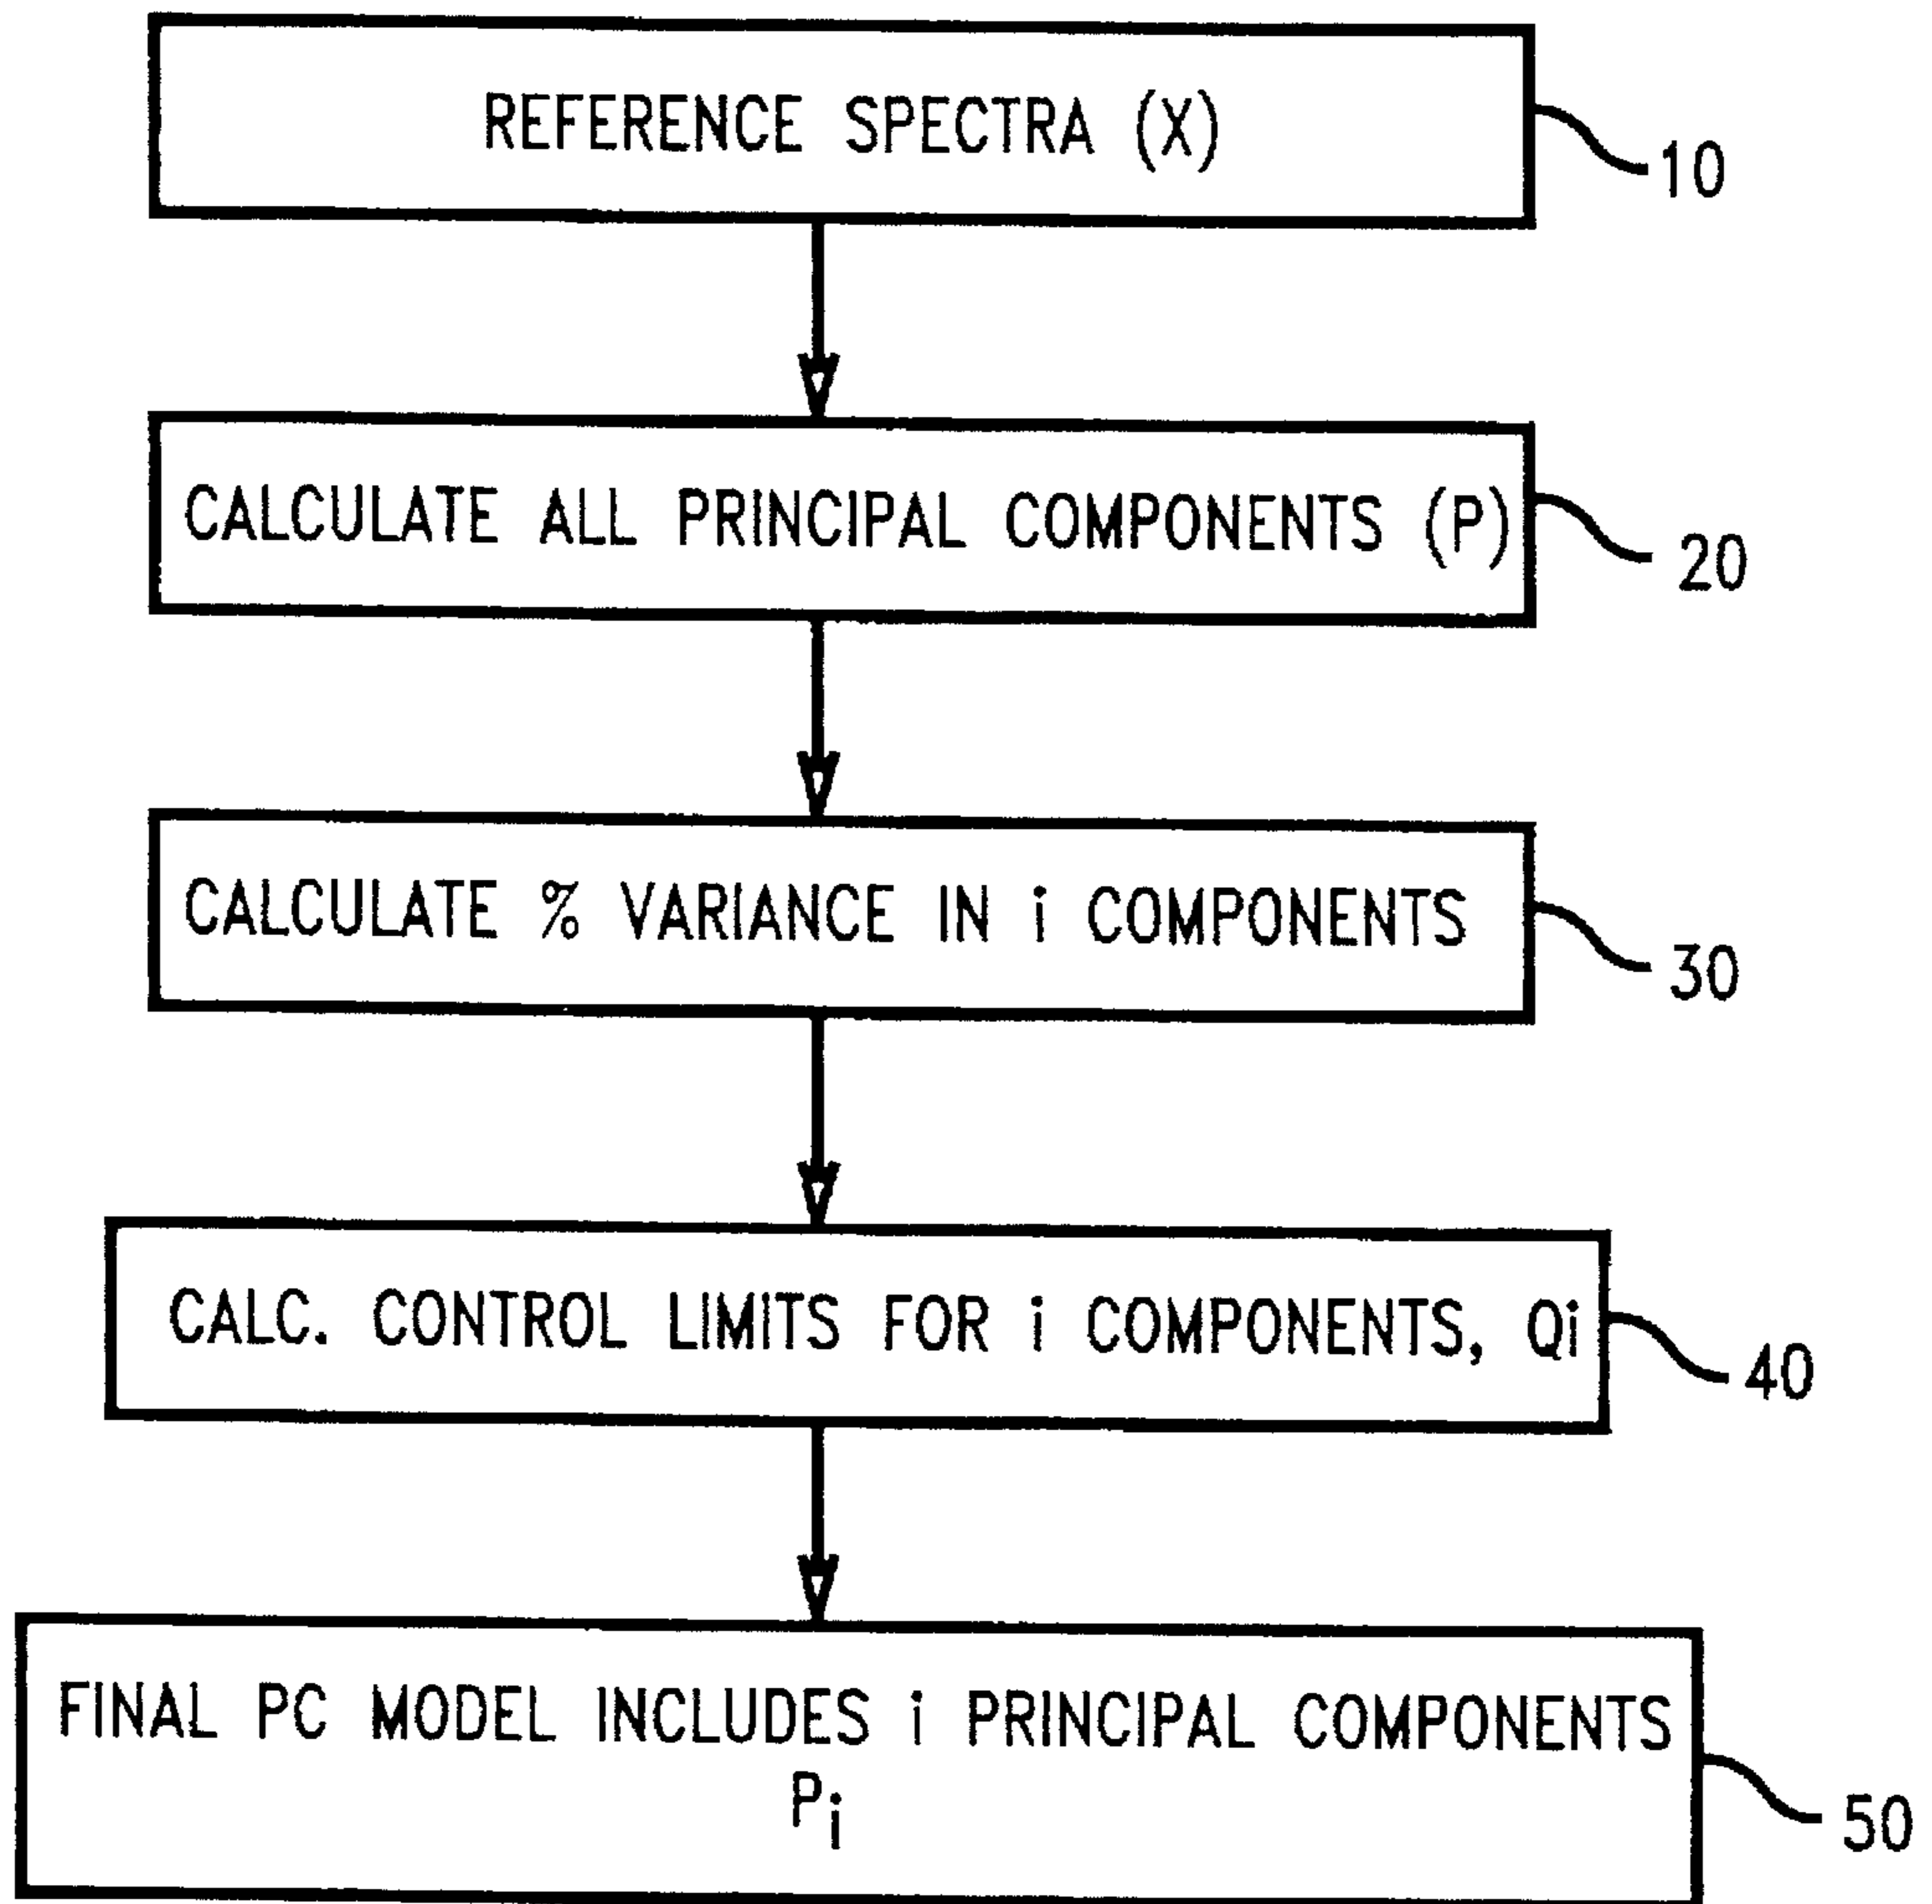 REFERENCE SPECTRA (X)
10
CALCULATE ALL PRINCIPAL COMPONENTS (P)
20
CALCULATE % VARIANCE IN i COMPONENTS
30
CALC. CONTROL LIMITS FOR i COMPONENTS, Qi
40
FINAL PC MODEL INCLUDES i PRINCIPAL COMPONENTS
Pi
50